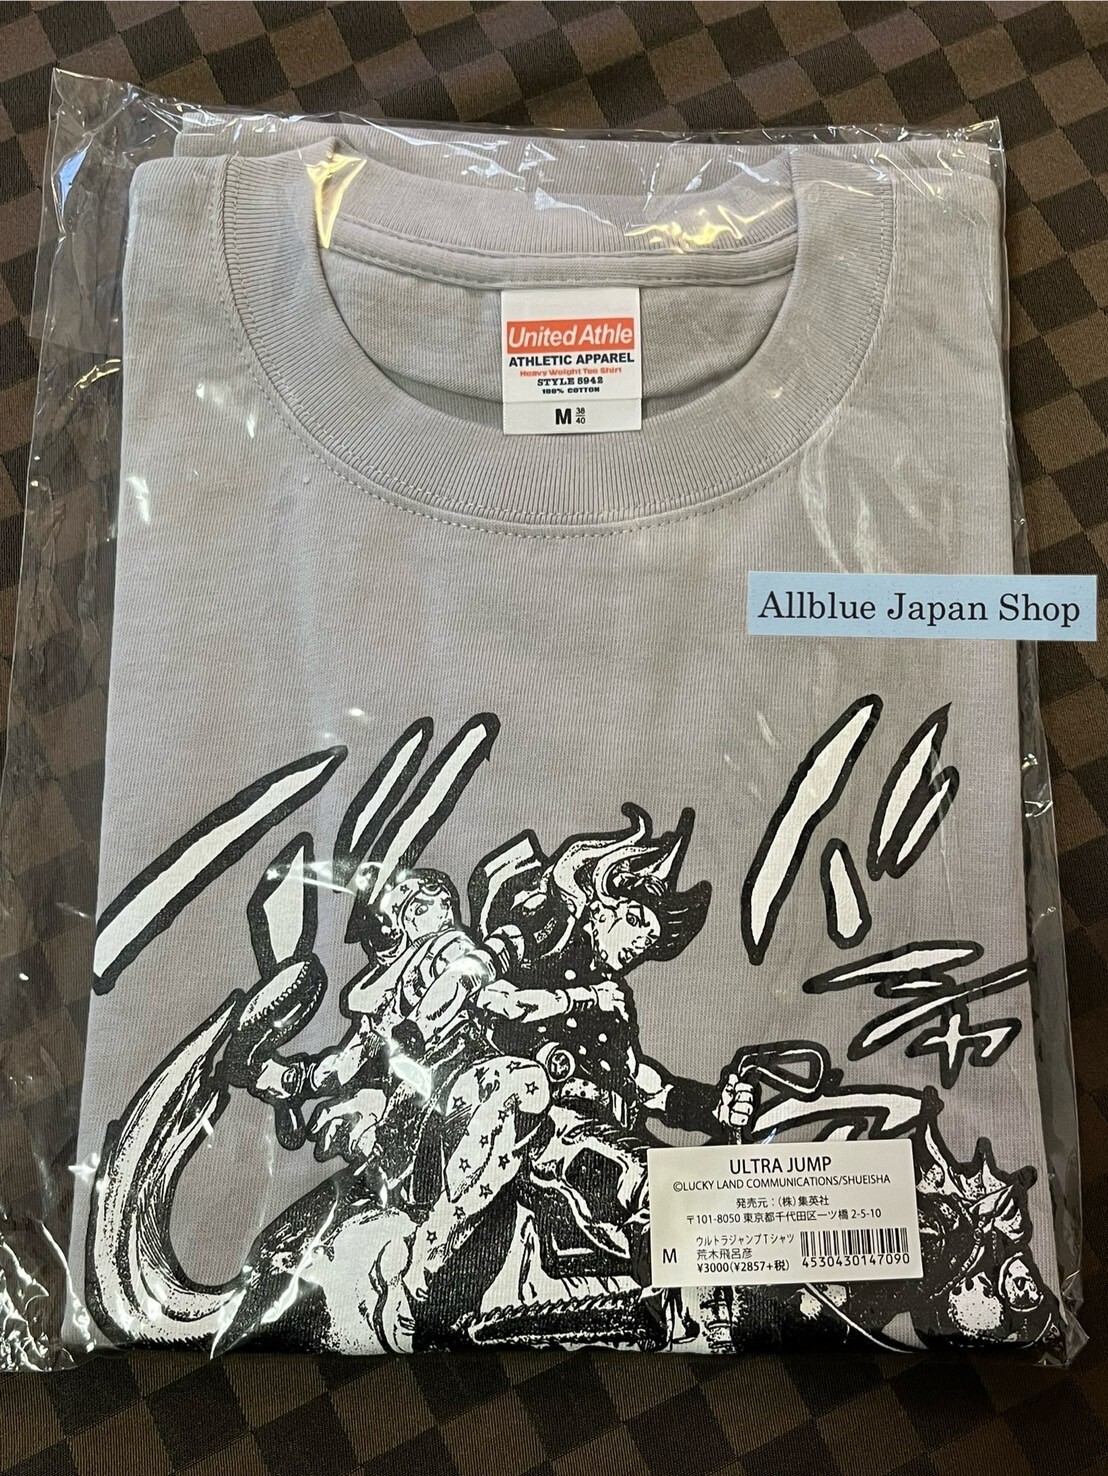 United Athle
ATHLETIC APPAREL
Heavy Weight Tee Shirt
STYLE 5942
100% COTTON
M 38/40
Allblue Japan Shop
ULTRA JUMP
©LUCKY LAND COMMUNICATIONS/SHUEISHA
発売元：(株)集英社
〒101-8050 東京都千代田区一ツ橋 2-5-10
ウルトラジャンプTシャツ
荒木飛呂彦
M ¥3000(¥2857+税)
4530430147090